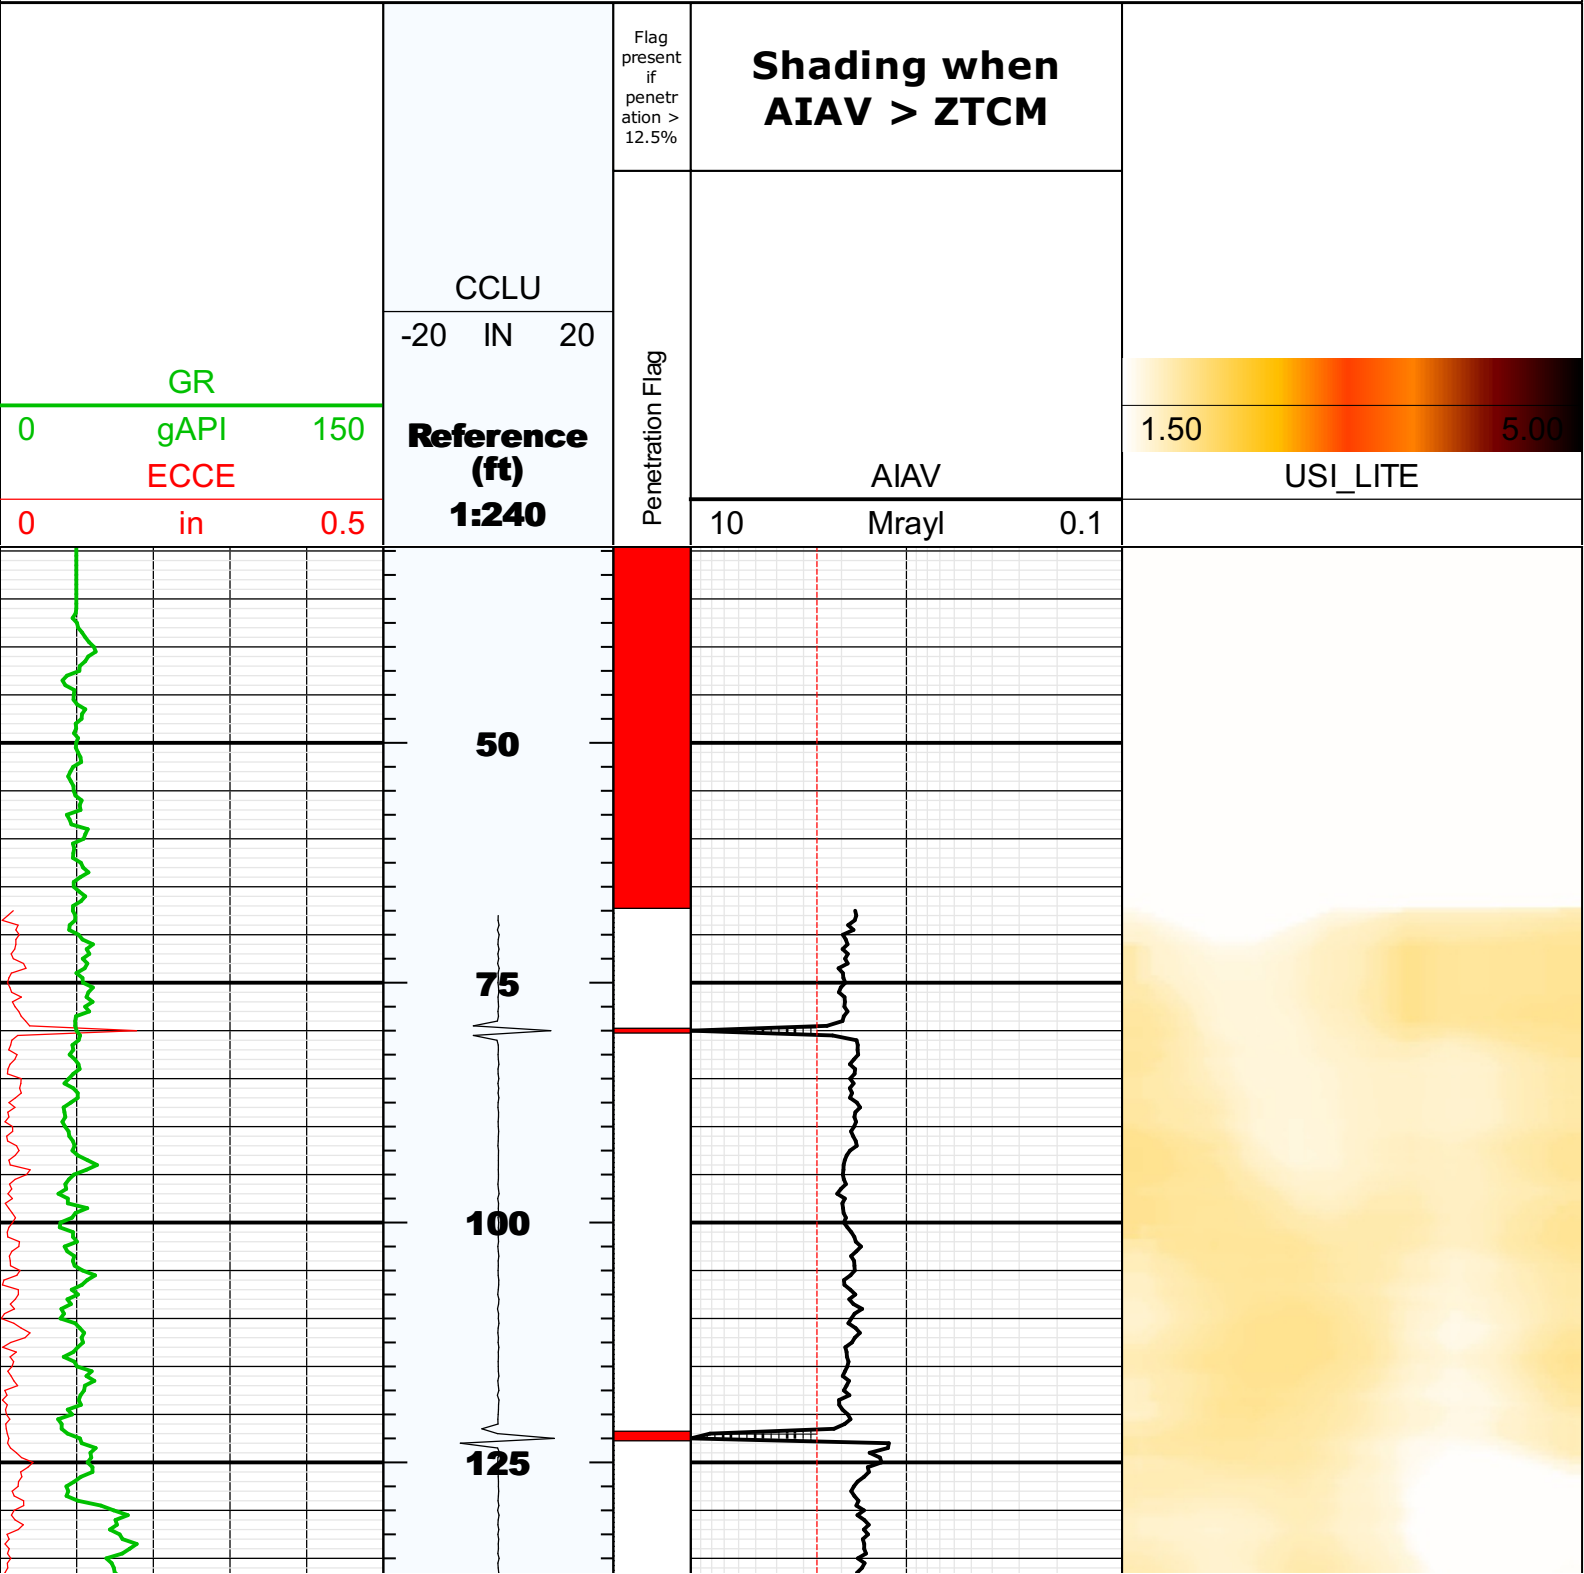 Flag
present
if
penetr
ation >
12.5%
Shading when
AIAV > ZTCM
CCLU
-20 IN 20
GR
0 gAPI 150
ECCE
0 in 0.5
Reference
(ft)
1:240
Penetration Flag
AIAV
10 Mrayl 0.1
1.50 5.00
USI_LITE
50
75
100
125